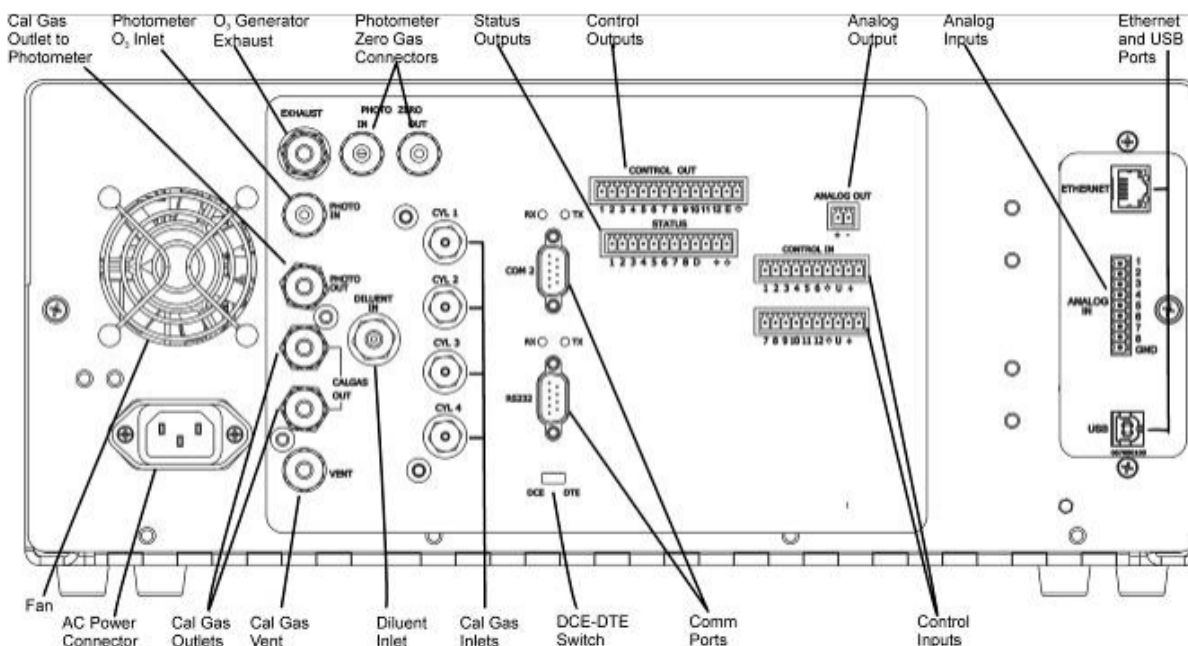 Cal Gas
Outlet to
Photometer
Photometer
O3 Inlet
O3 Generator
Exhaust
Photometer
Zero Gas
Connectors
Status
Outputs
Control
Outputs
Analog
Output
Analog
Inputs
Ethernet
and USB
Ports
EXHAUST
PHOTO ZERO
IN
OUT
PHOTO
IN
PHOTO
OUT
DILUENT
IN
CALGAS
OUT
VENT
CYL 1
CYL 2
CYL 3
CYL 4
RX
TX
COM 2
RX
TX
RS232
DCE
DTE
CONTROL OUT
1 2 3 4 5 6 7 8 9 10 11 12 E
STATUS
1 2 3 4 5 6 7 8 D +
ANALOG OUT
+ -
CONTROL IN
1 2 3 4 5 6 U +
7 8 9 10 11 12 U +
ETHERNET
ANALOG
IN
1
2
3
4
5
6
7
8
GND
USB
Fan
AC Power
Connector
Cal Gas
Outlets
Cal Gas
Vent
Diluent
Inlet
Cal Gas
Inlets
DCE-DTE
Switch
Comm
Ports
Control
Inputs